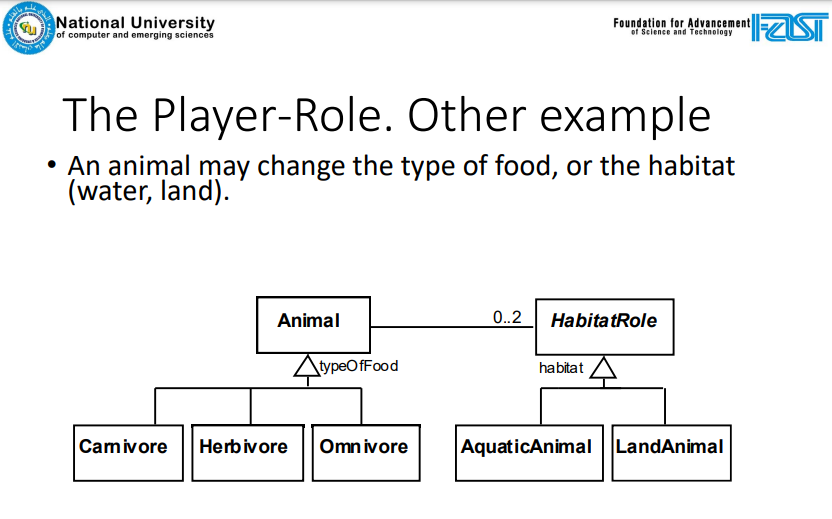 National University
of computer and emerging sciences
Foundation for Advancement
of Science and Technology
FAST
The Player-Role. Other example
• An animal may change the type of food, or the habitat
(water, land).
Animal
0..2
HabitatRole
typeOfFood
habitat
Carnivore
Herbivore
Omnivore
AquaticAnimal
LandAnimal